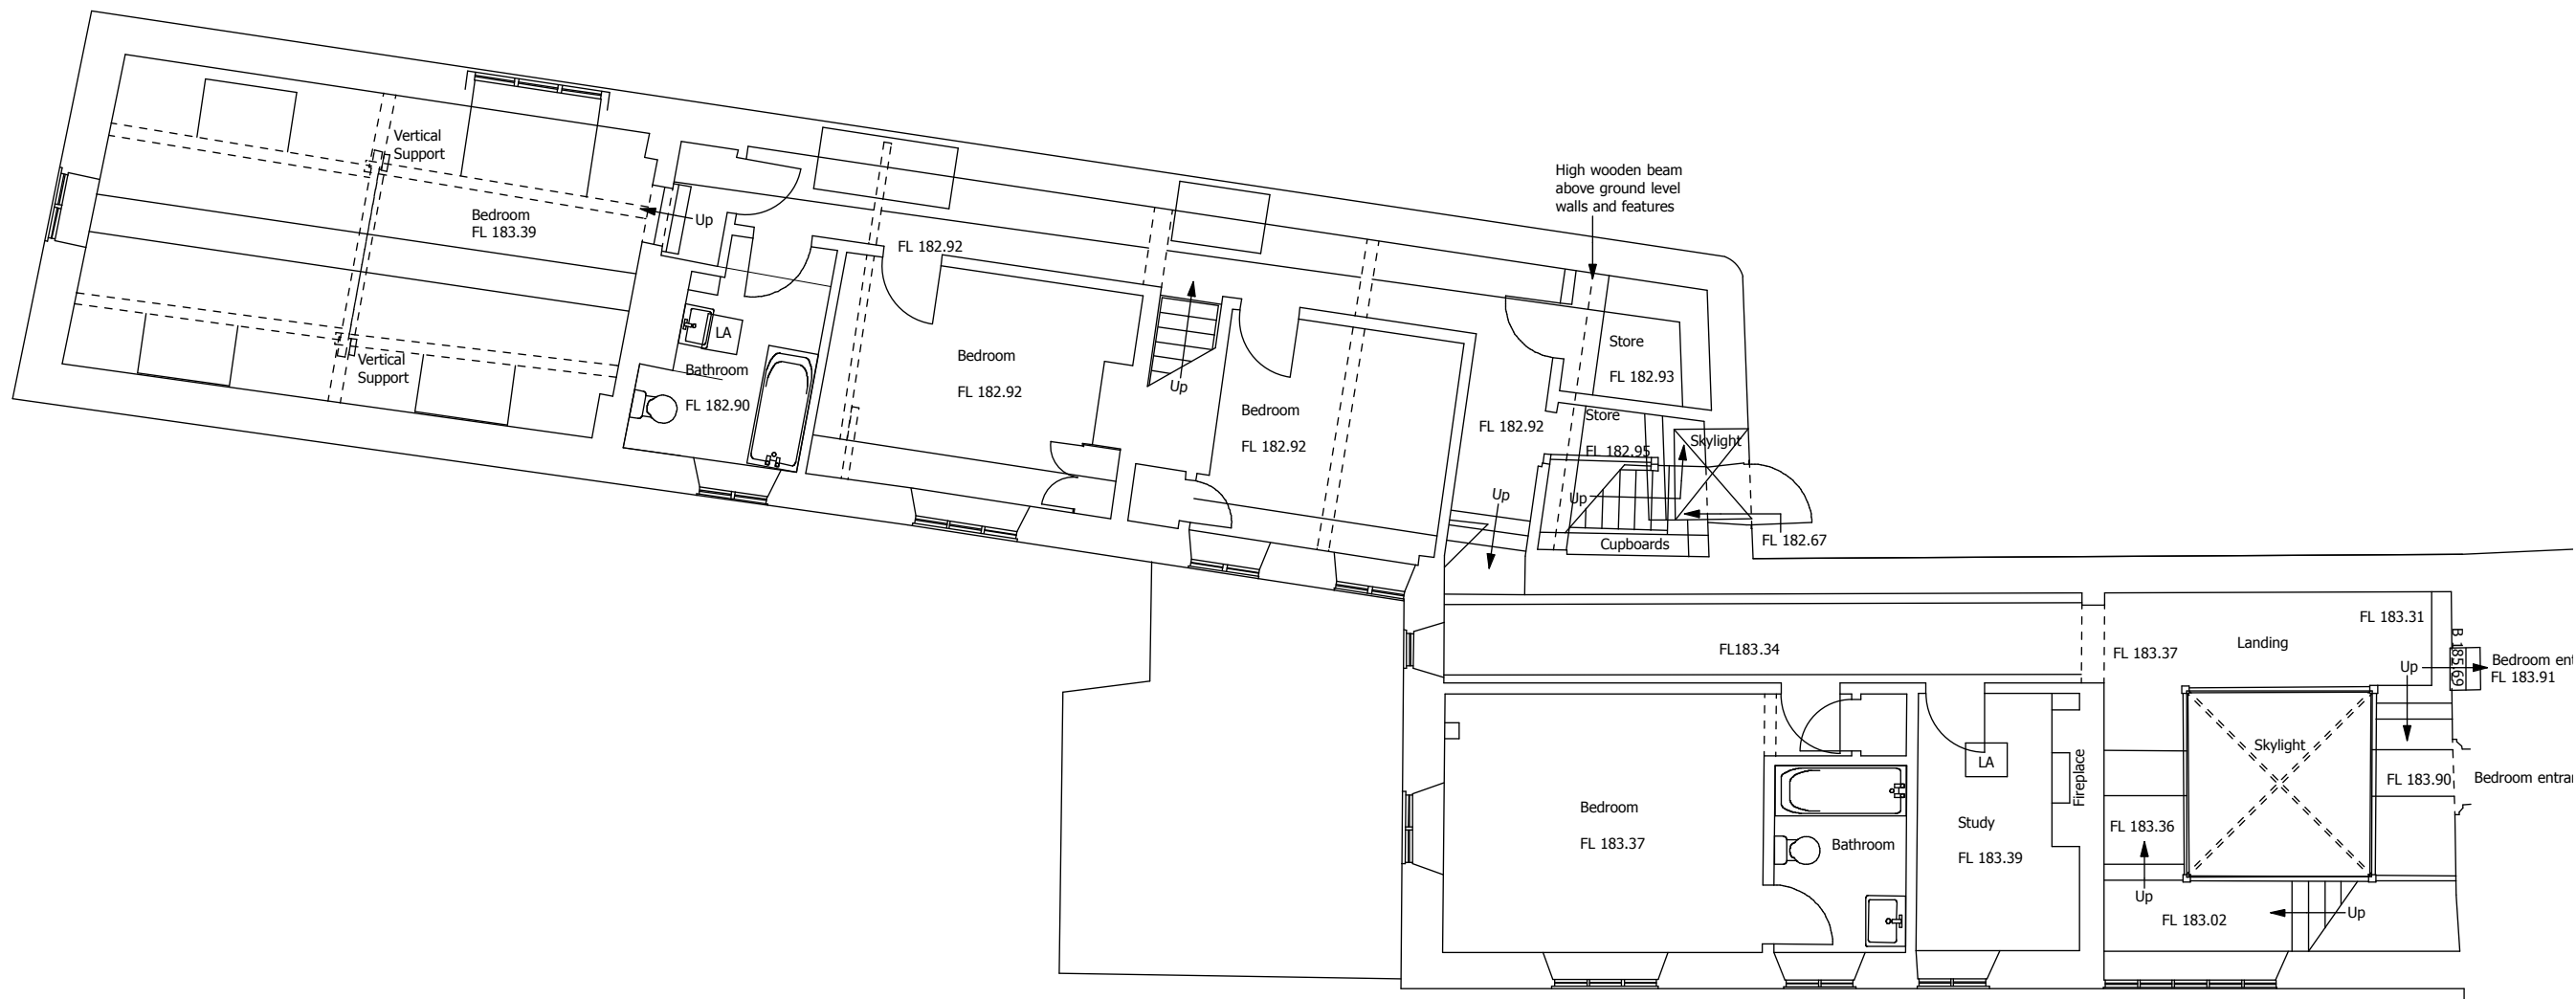 Vertical
Support
Bedroom
FL 183.39
Up
FL 182.92
High wooden beam
above ground level
walls and features
LA
Bathroom
FL 182.90
Vertical
Support
Bedroom
FL 182.92
Up
Bedroom
FL 182.92
Store
FL 182.93
Store
FL 182.95
FL 182.92
Skylight
Up
Up
Cupboards
FL 182.67
FL183.34
FL 183.37
Landing
FL 183.31
B 185.69
Up
Bedroom ent
FL 183.91
Skylight
LA
Fireplace
FL 183.90
Bedroom entra
Bedroom
FL 183.37
Bathroom
Study
FL 183.39
FL 183.36
Up
FL 183.02
Up